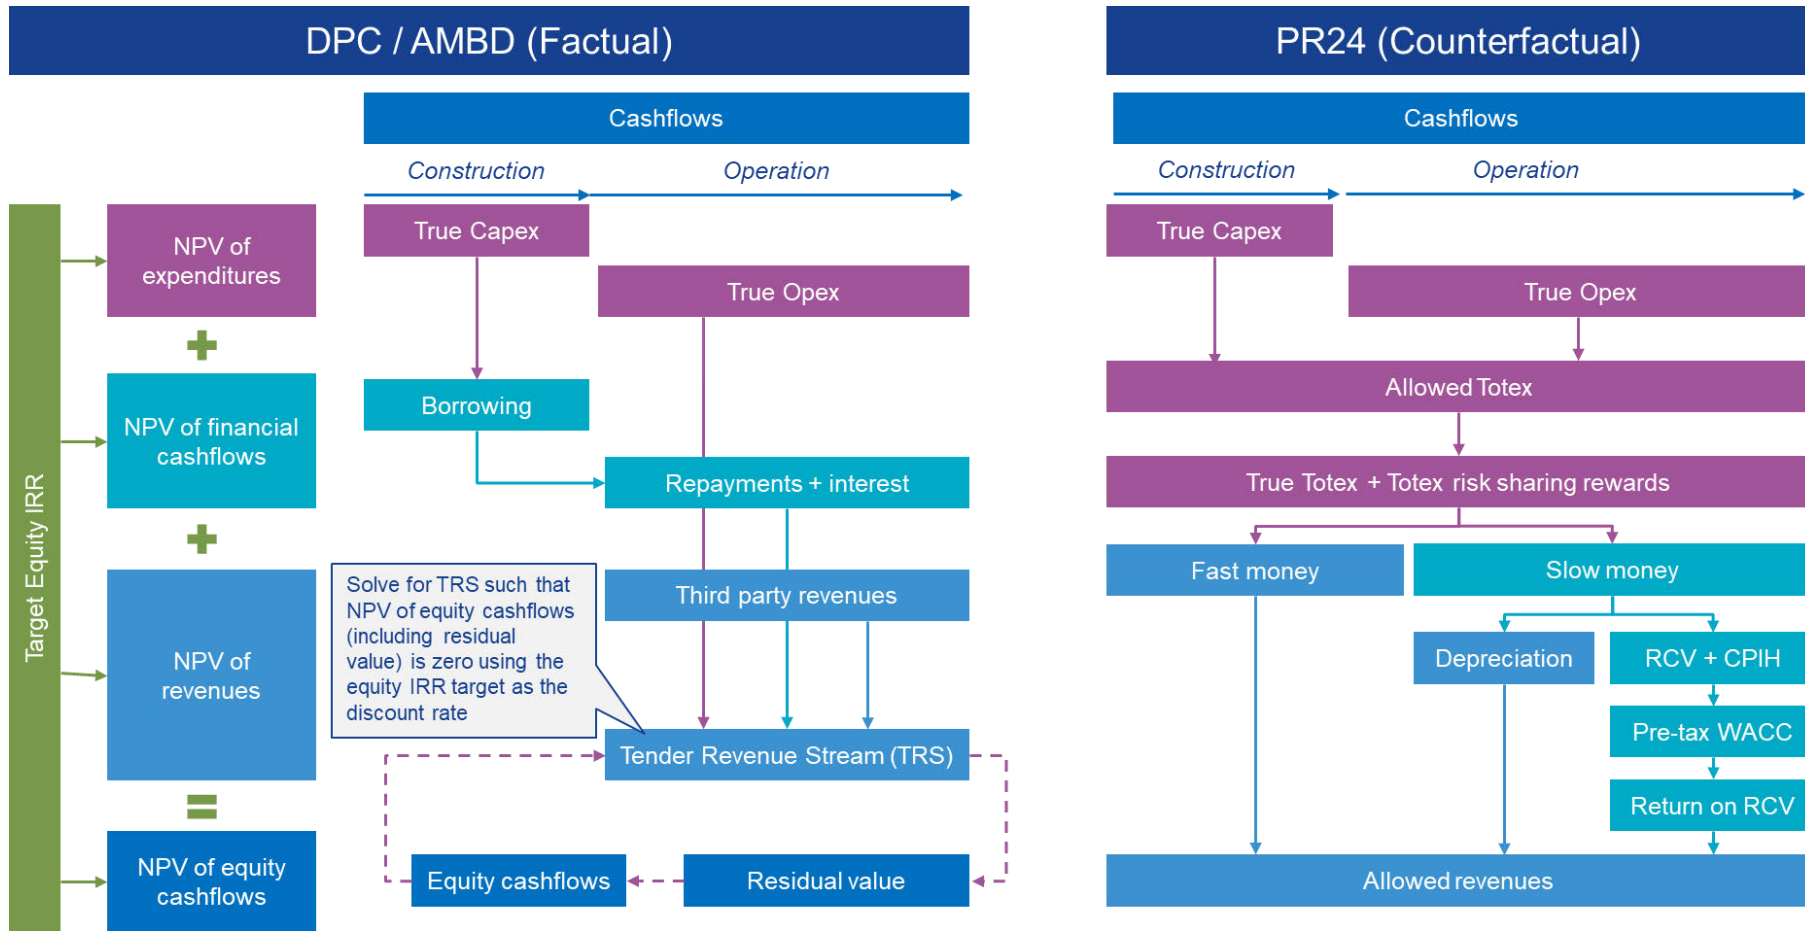 DPC / AMBD (Factual)
Cashflows
Construction
Operation
Target Equity IRR
NPV of
expenditures
NPV of financial
cashflows
NPV of
revenues
NPV of equity
cashflows
True Capex
True Opex
Borrowing
Repayments + interest
Third party revenues
Solve for TRS such that
NPV of equity cashflows
(including residual
value) is zero using the
equity IRR target as the
discount rate
Tender Revenue Stream (TRS)
Equity cashflows
Residual value
PR24 (Counterfactual)
Cashflows
Construction
Operation
True Capex
True Opex
Allowed Totex
True Totex + Totex risk sharing rewards
Fast money
Slow money
Depreciation
RCV + CPIH
Pre-tax WACC
Return on RCV
Allowed revenues